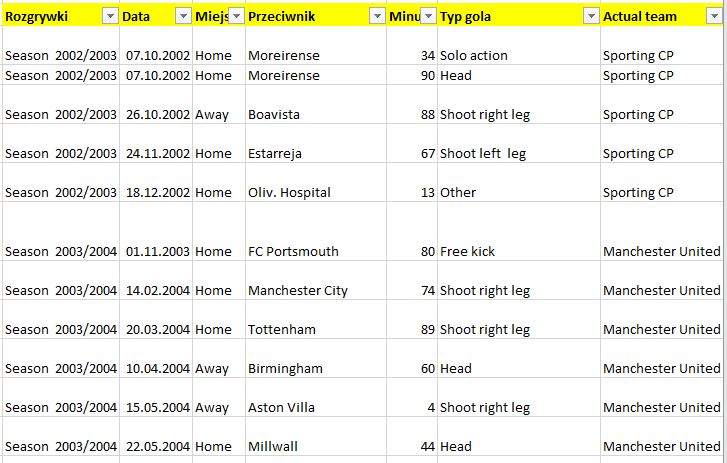 Rozgrywki Data Miejs Przeciwnik Minu Typ gola Actual team
Season 2002/2003 07.10.2002 Home Moreirense 34 Solo action Sporting CP
Season 2002/2003 07.10.2002 Home Moreirense 90 Head Sporting CP
Season 2002/2003 26.10.2002 Away Boavista 88 Shoot right leg Sporting CP
Season 2002/2003 24.11.2002 Home Estarreja 67 Shoot left leg Sporting CP
Season 2002/2003 18.12.2002 Home Oliv. Hospital 13 Other Sporting CP
Season 2003/2004 01.11.2003 Home FC Portsmouth 80 Free kick Manchester United
Season 2003/2004 14.02.2004 Home Manchester City 74 Shoot right leg Manchester United
Season 2003/2004 20.03.2004 Home Tottenham 89 Shoot right leg Manchester United
Season 2003/2004 10.04.2004 Away Birmingham 60 Head Manchester United
Season 2003/2004 15.05.2004 Away Aston Villa 4 Shoot right leg Manchester United
Season 2003/2004 22.05.2004 Home Millwall 44 Head Manchester United